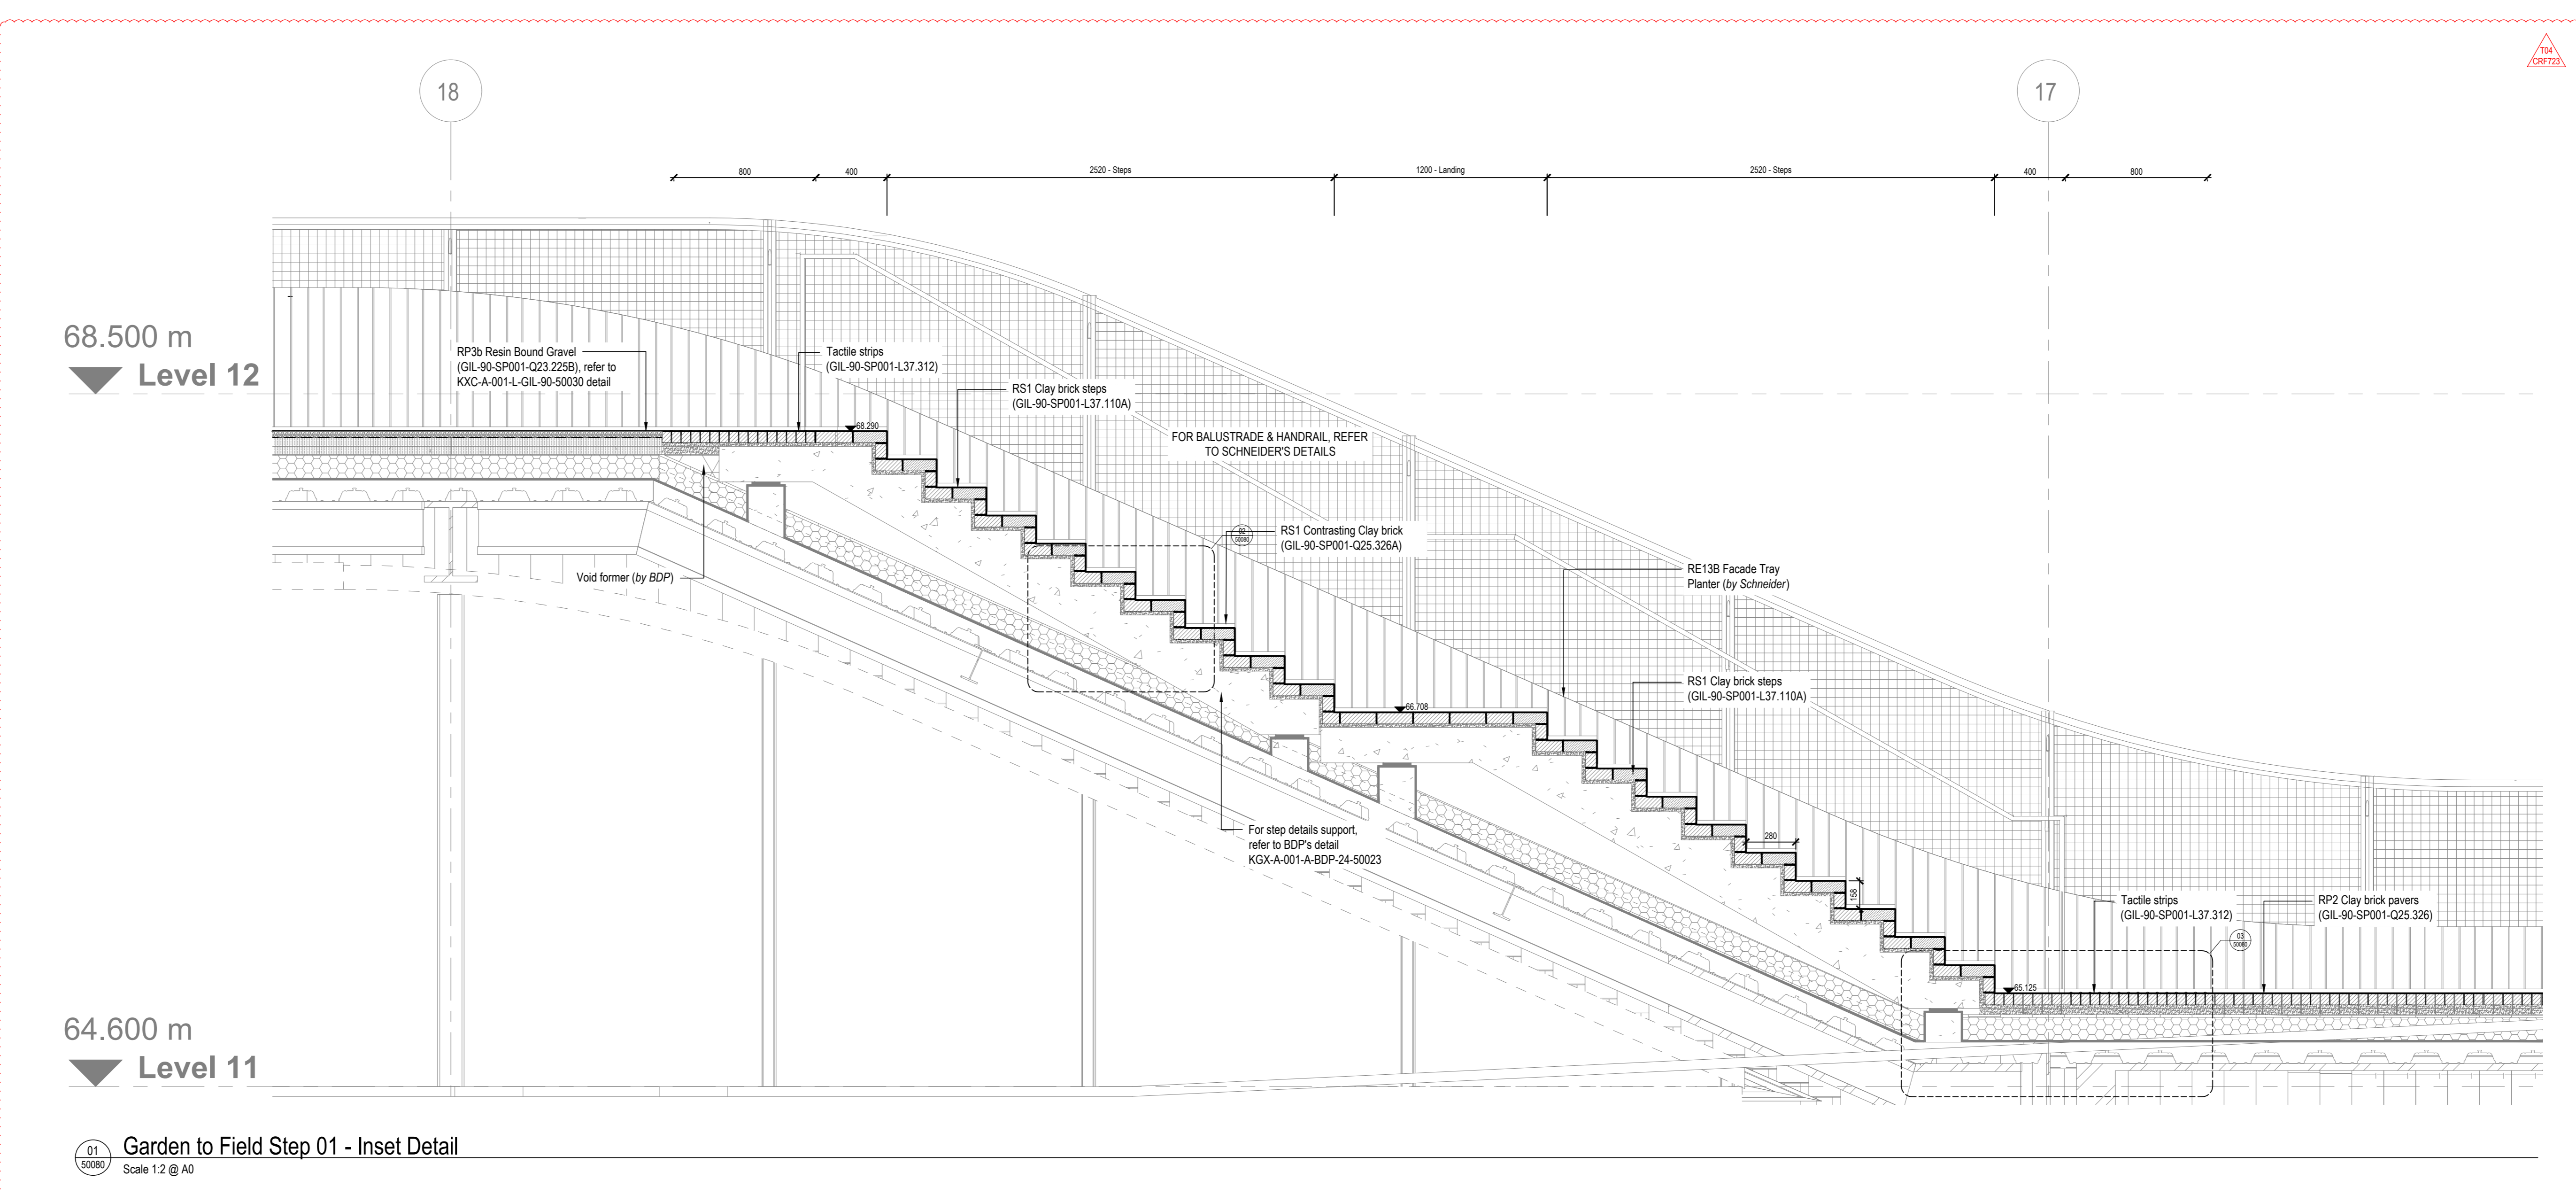 T04
CRF723
18
17
800
400
2520 - Steps
1200 - Landing
2520 - Steps
400
800
68.500 m
Level 12
RP3b Resin Bound Gravel
(GIL-90-SP001-Q23.225B), refer to
KXC-A-001-L-GIL-90-50030 detail
Tactile strips
(GIL-90-SP001-L37.312)
RS1 Clay brick steps
(GIL-90-SP001-L37.110A)
68.290
FOR BALUSTRADE & HANDRAIL, REFER
TO SCHNEIDER'S DETAILS
02
50080
RS1 Contrasting Clay brick
(GIL-90-SP001-Q25.326A)
Void former (by BDP)
RE13B Facade Tray
Planter (by Schneider)
RS1 Clay brick steps
(GIL-90-SP001-L37.110A)
66.708
For step details support,
refer to BDP's detail
KGX-A-001-A-BDP-24-50023
280
158
Tactile strips
(GIL-90-SP001-L37.312)
RP2 Clay brick pavers
(GIL-90-SP001-Q25.326)
03
50080
65.125
64.600 m
Level 11
01
50080
Garden to Field Step 01 - Inset Detail
Scale 1:2 @ A0